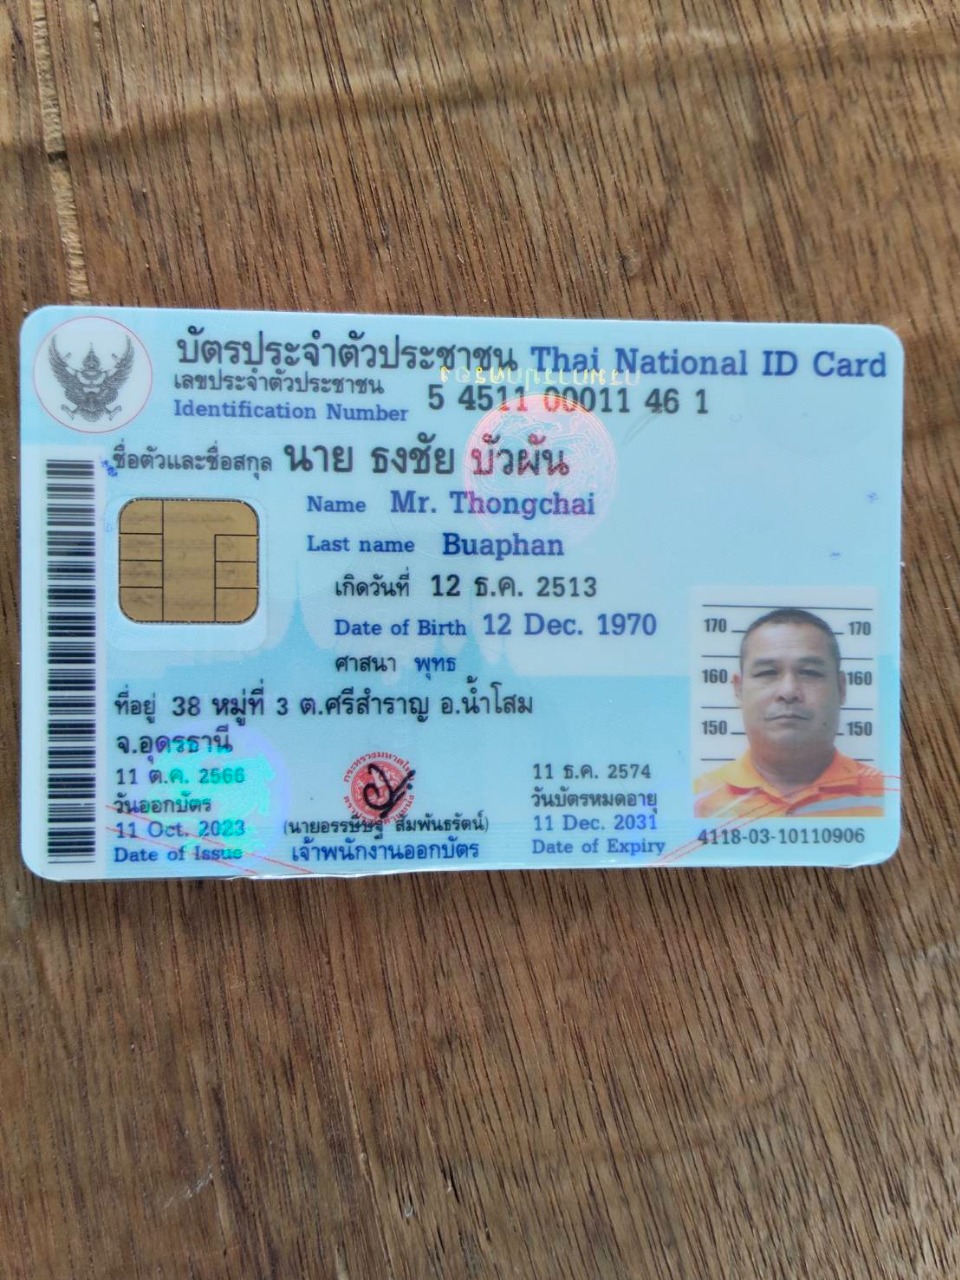 บัตรประจำตัวประชาชน Thai National ID Card
เลขประจำตัวประชาชน
Identification Number 5 4511 00011 46 1
ชื่อตัวและชื่อสกุล นาย ธงชัย บัวผัน
Name Mr. Thongchai
Last name Buaphan
เกิดวันที่ 12 ธ.ค. 2513
Date of Birth 12 Dec. 1970
ศาสนา พุทธ
ที่อยู่ 38 หมู่ที่ 3 ต.ศรีสำราญ อ.น้ำโสม
จ.อุดรธานี
11 ต.ค. 2566
วันออกบัตร
11 Oct. 2023
Date of Issue
สมพันธรัตน์)
เจ้าพนักงานออกบัตร
11 ธ.ค. 2574
วันบัตรหมดอายุ
11 Dec. 2031
Date of Expiry
170 170
160 160
150 150
4118-03-10110906